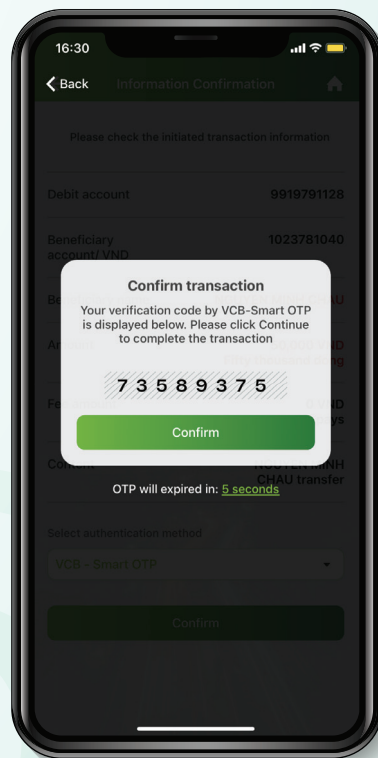 16:30
Back Information Confirmation
Please check the initiated transaction information
Debit account 9919791128
Beneficiary 1023781040
account/ VND
Confirm transaction
Your verification code by VCB-Smart OTP
is displayed below. Please click Continue
to complete the transaction
7 3 5 8 9 3 7 5
Confirm
OTP will expired in: 5 seconds
CHAU transfer
Select authentication method
VCB - Smart OTP
Confirm